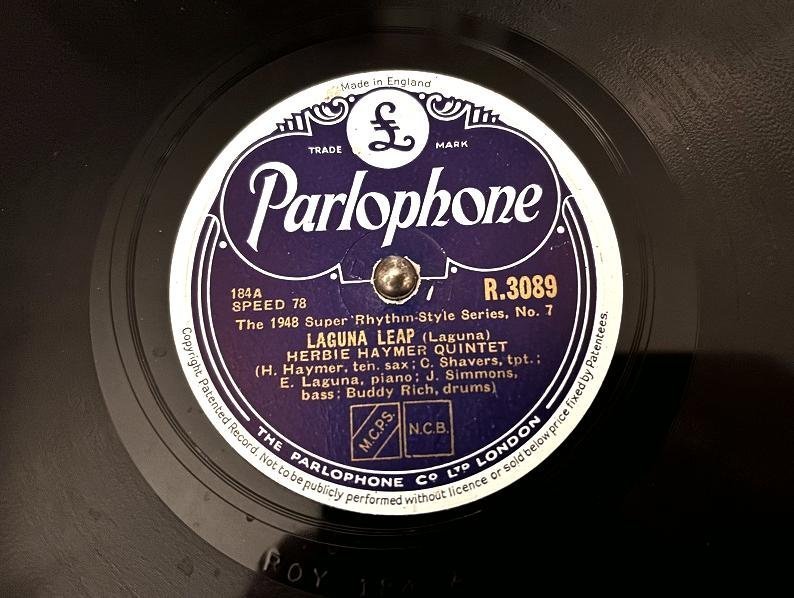 Made in England
£
TRADE MARK
Parlophone
184A
SPEED 78
R.3089
The 1948 Super Rhythm-Style Series, No. 7
LAGUNA LEAP (Laguna)
HERBIE HAYMER QUINTET
(H. Haymer, ten. sax; C. Shavers, tpt.;
E. Laguna, piano; J. Simmons,
bass; Buddy Rich, drums)
M.C.P.S.
N.C.B.
THE PARLOPHONE CO LTD LONDON
Copyright. Patented Record. Not to be publicly performed without licence or sold below price fixed by Patentees.
ROY